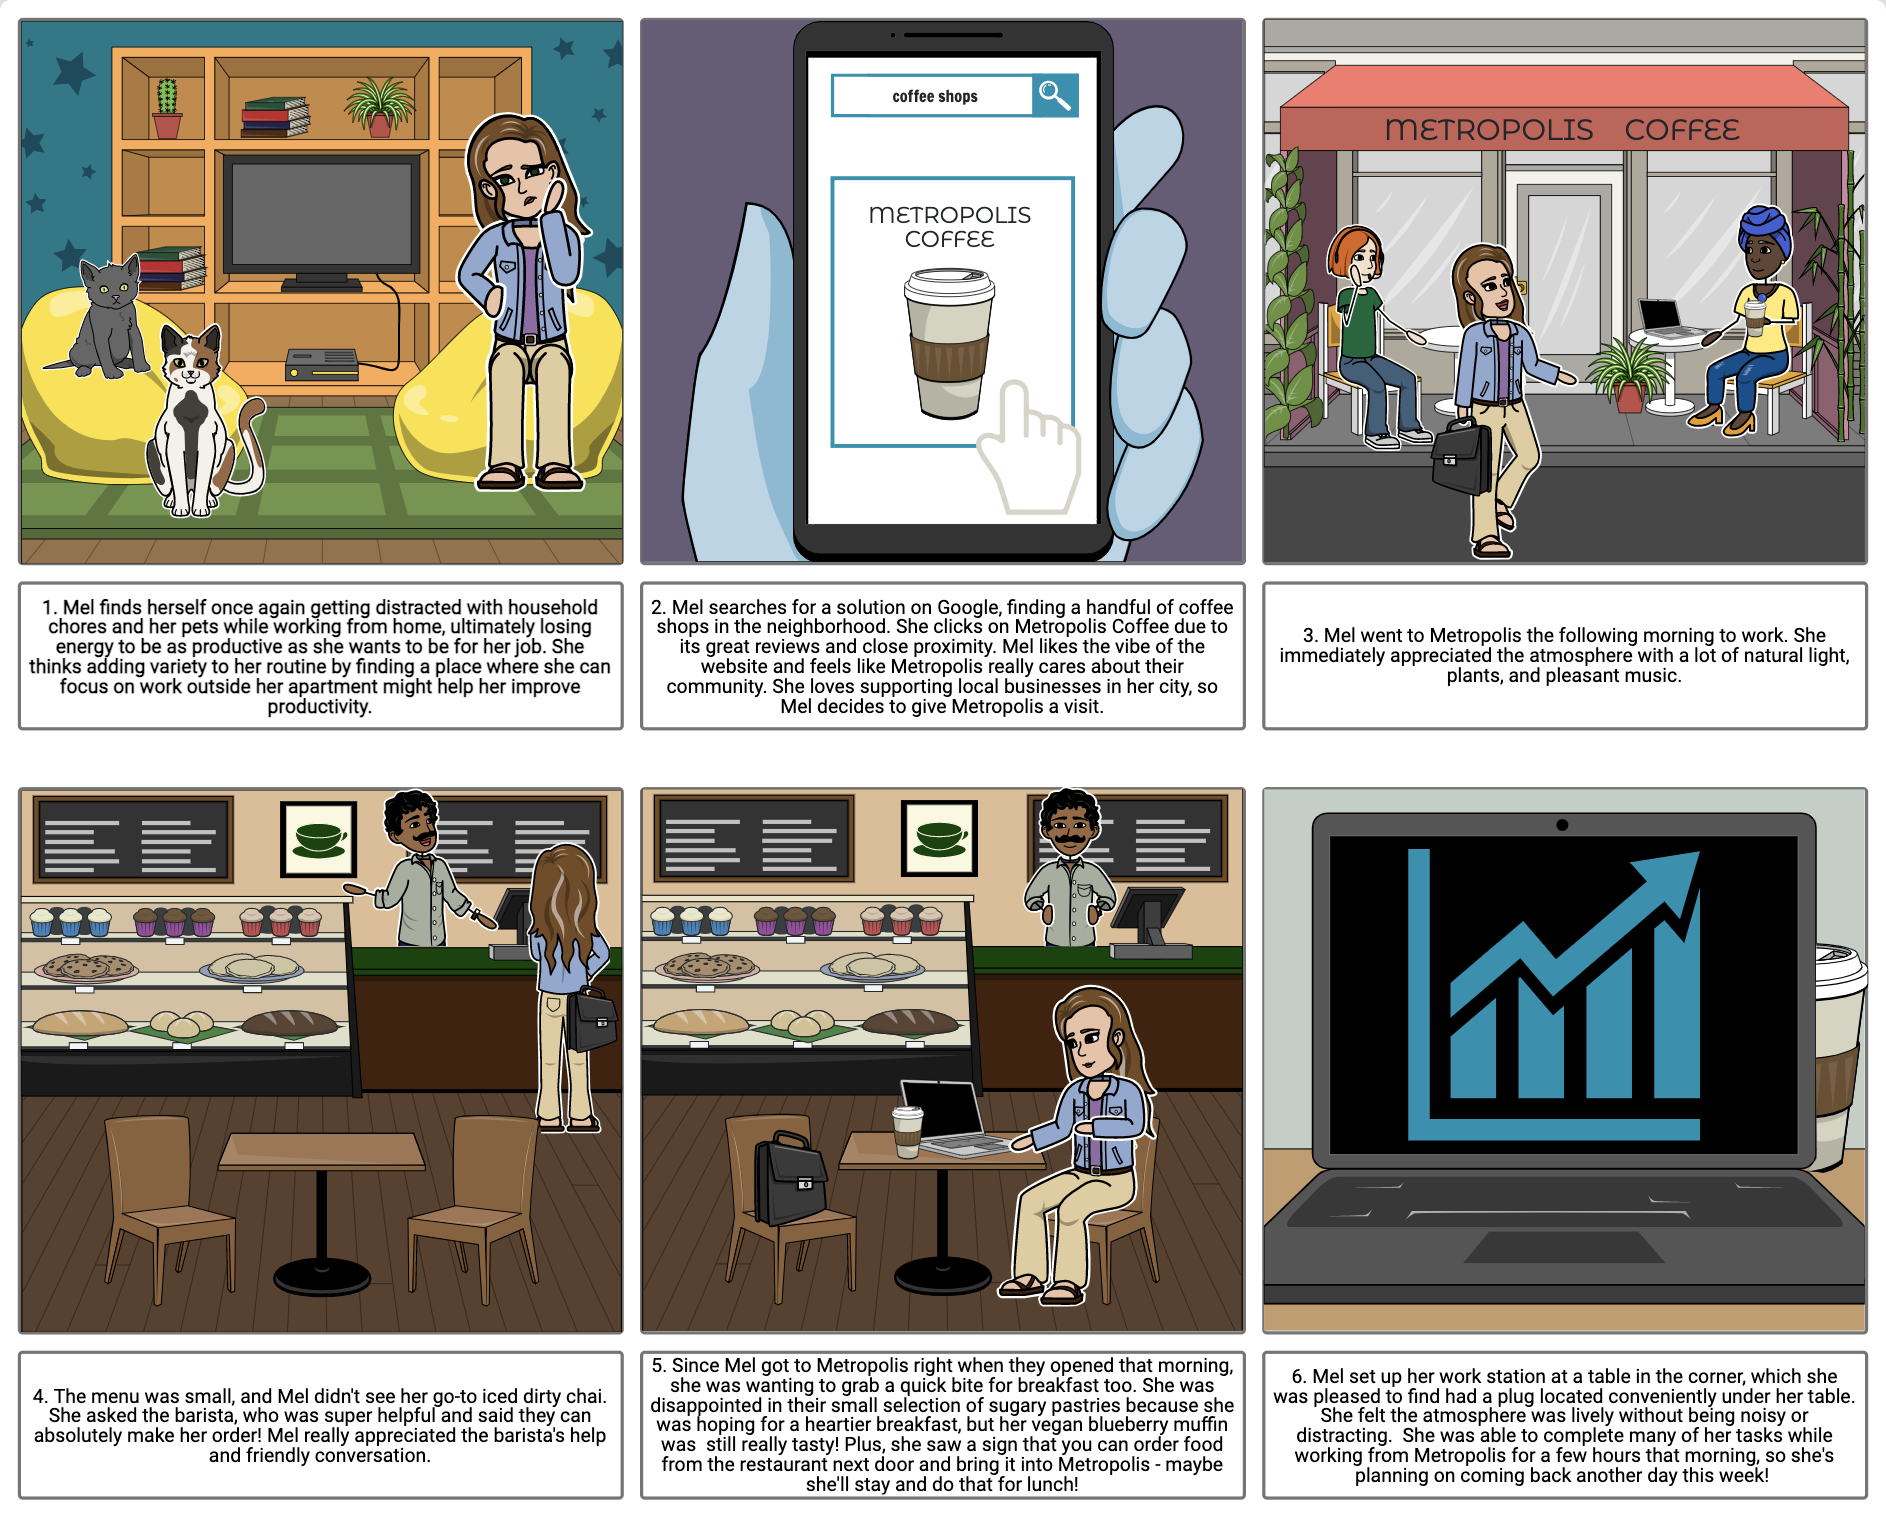 coffee shops
METROPOLIS
COFFEE
METROPOLIS COFFEE
1. Mel finds herself once again getting distracted with household
chores and her pets while working from home, ultimately losing
energy to be as productive as she wants to be for her job. She
thinks adding variety to her routine by finding a place where she can
focus on work outside her apartment might help her improve
productivity.
2. Mel searches for a solution on Google, finding a handful of coffee
shops in the neighborhood. She clicks on Metropolis Coffee due to
its great reviews and close proximity. Mel likes the vibe of the
website and feels like Metropolis really cares about their
community. She loves supporting local businesses in her city, so
Mel decides to give Metropolis a visit.
3. Mel went to Metropolis the following morning to work. She
immediately appreciated the atmosphere with a lot of natural light,
plants, and pleasant music.
4. The menu was small, and Mel didn't see her go-to iced dirty chai.
She asked the barista, who was super helpful and said they can
absolutely make her order! Mel really appreciated the barista's help
and friendly conversation.
5. Since Mel got to Metropolis right when they opened that morning,
she was wanting to grab a quick bite for breakfast too. She was
disappointed in their small selection of sugary pastries because she
was hoping for a heartier breakfast, but her vegan blueberry muffin
was  still really tasty! Plus, she saw a sign that you can order food
from the restaurant next door and bring it into Metropolis - maybe
she'll stay and do that for lunch!
6. Mel set up her work station at a table in the corner, which she
was pleased to find had a plug located conveniently under her table.
She felt the atmosphere was lively without being noisy or
distracting.  She was able to complete many of her tasks while
working from Metropolis for a few hours that morning, so she's
planning on coming back another day this week!